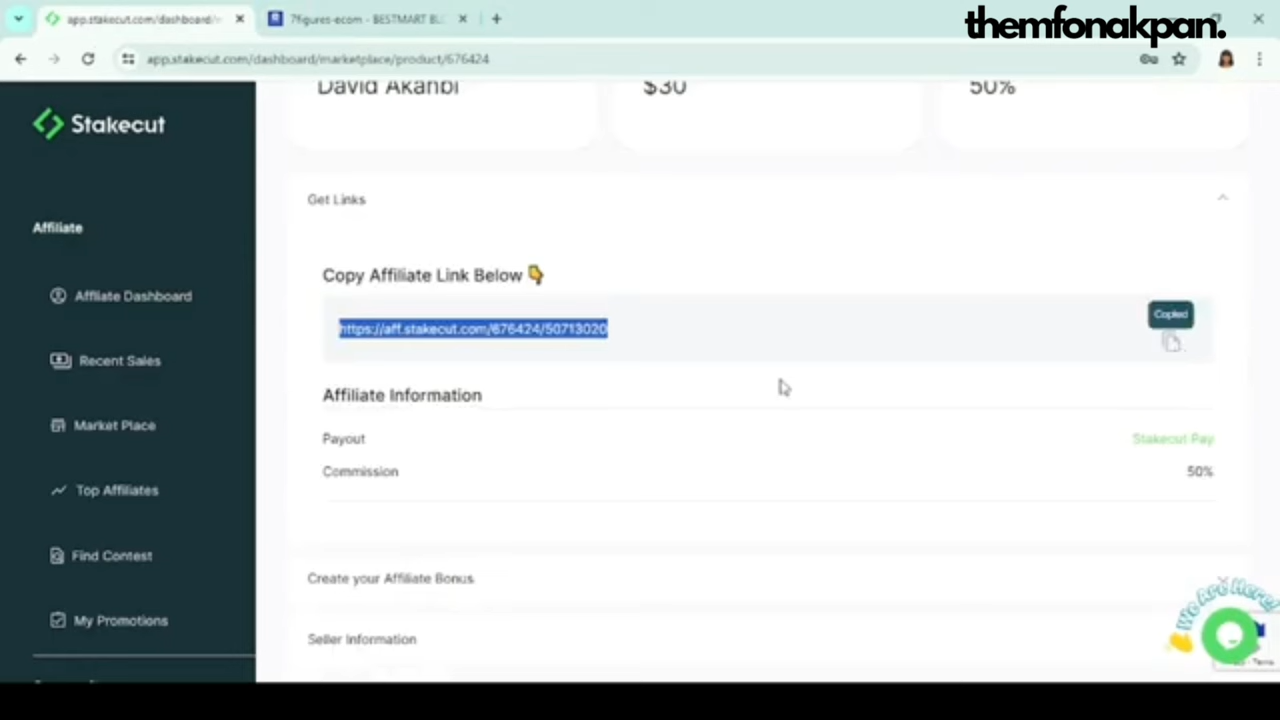 app.stakecut.com/dashboard/
7figures-ecom - BESTMART BL
themfonakpan.
app.stakecut.com/dashboard/marketplace/product/676424
Stakecut
David Akanbi
$30
50%
Get Links
Affiliate
Copy Affiliate Link Below
Affliate Dashboard
Copied
https://aff.stakecut.com/676424/50713020
Recent Sales
Affiliate Information
Market Place
Payout
Stakecut Pay
Commission
50%
Top Affiliates
Find Contest
Create your Affiliate Bonus
We Are Here!
My Promotions
Seller Information